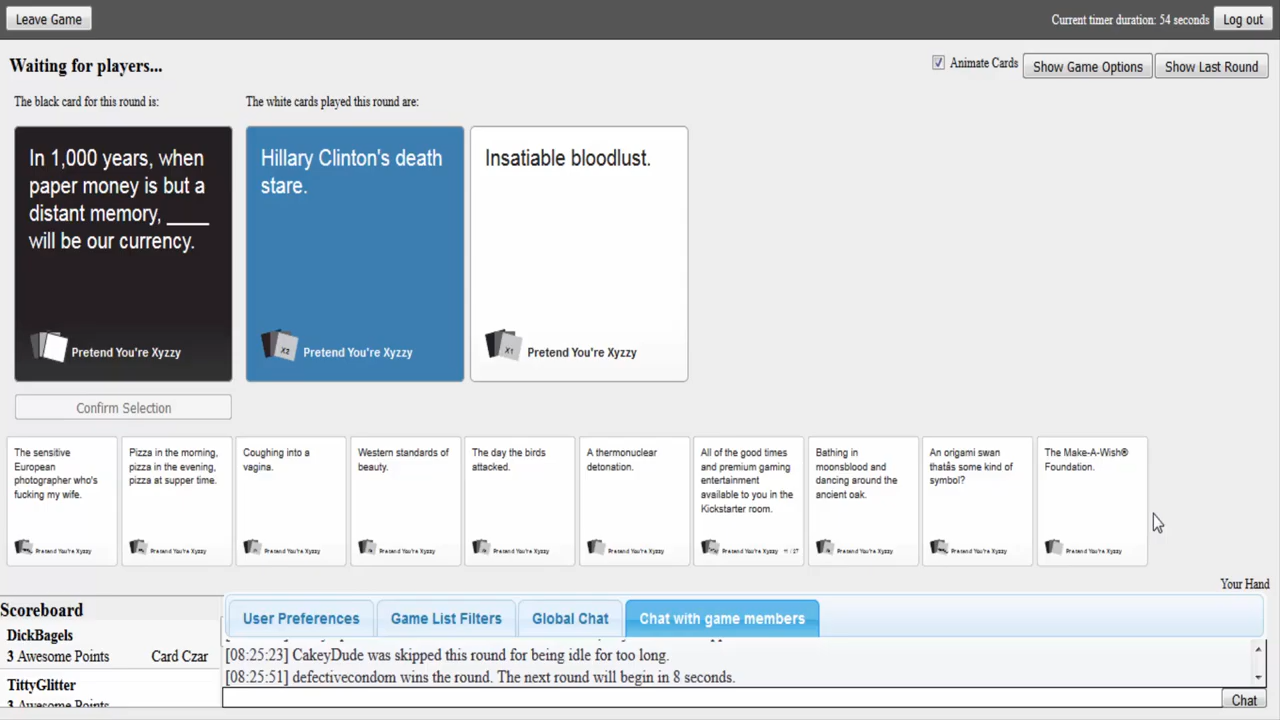 Leave Game
Current timer duration: 54 seconds
Log out
Waiting for players...
Animate Cards
Show Game Options
Show Last Round
The black card for this round is:
The white cards played this round are:
In 1,000 years, when
paper money is but a
distant memory, ____
will be our currency.
Pretend You're Xyzzy
Hillary Clinton's death
stare.
X2
Pretend You're Xyzzy
Insatiable bloodlust.
X1
Pretend You're Xyzzy
Confirm Selection
The sensitive
European
photographer who's
fucking my wife.
Pretend You're Xyzzy
Pizza in the morning,
pizza in the evening,
pizza at supper time.
Pretend You're Xyzzy
Coughing into a
vagina.
Pretend You're Xyzzy
Western standards of
beauty.
Pretend You're Xyzzy
The day the birds
attacked.
Pretend You're Xyzzy
A thermonuclear
detonation.
Pretend You're Xyzzy
All of the good times
and premium gaming
entertainment
available to you in the
Kickstarter room.
Pretend You're Xyzzy
Bathing in
moonsblood and
dancing around the
ancient oak.
Pretend You're Xyzzy
An origami swan
thatâs some kind of
symbol?
Pretend You're Xyzzy
The Make-A-Wish®
Foundation.
Pretend You're Xyzzy
Your Hand
Scoreboard
DickBagels
3 Awesome Points Card Czar
TittyGlitter
3 Awesome Points
User Preferences
Game List Filters
Global Chat
Chat with game members
[08:25:23] CakeyDude was skipped this round for being idle for too long.
[08:25:51] defectivecondom wins the round. The next round will begin in 8 seconds.
Chat